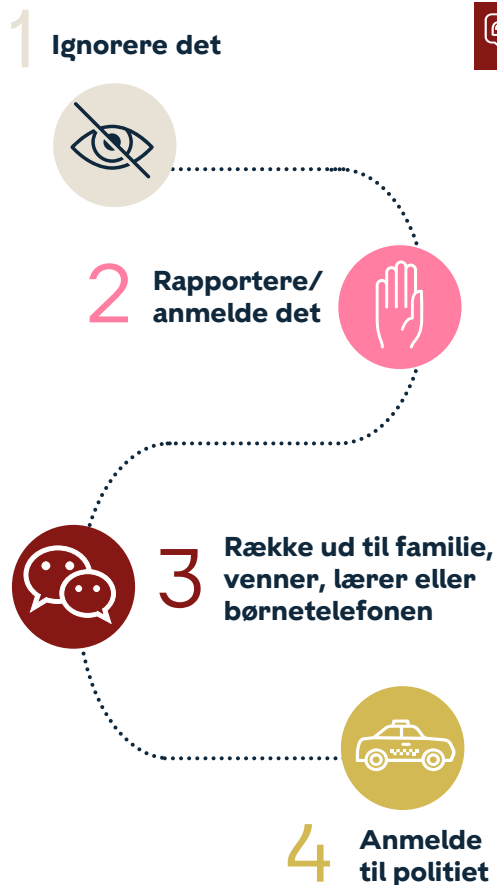 1 Ignorere det
2 Rapportere/
anmelde det
3 Række ud til familie,
venner, lærer eller
børnetelefonen
4 Anmelde
til politiet